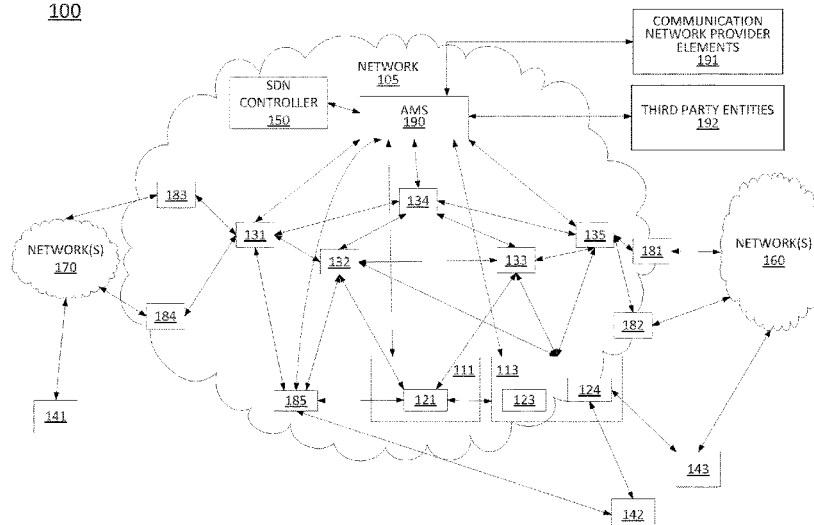 100
COMMUNICATION
NETWORK PROVIDER
ELEMENTS
191
NETWORK
105
SDN
CONTROLLER
150
AMS
190
THIRD PARTY ENTITIES
192
183
134
131
135
181
NETWORK(S)
170
132
133
NETWORK(S)
160
184
182
111
113
185
121
123
124
141
143
142